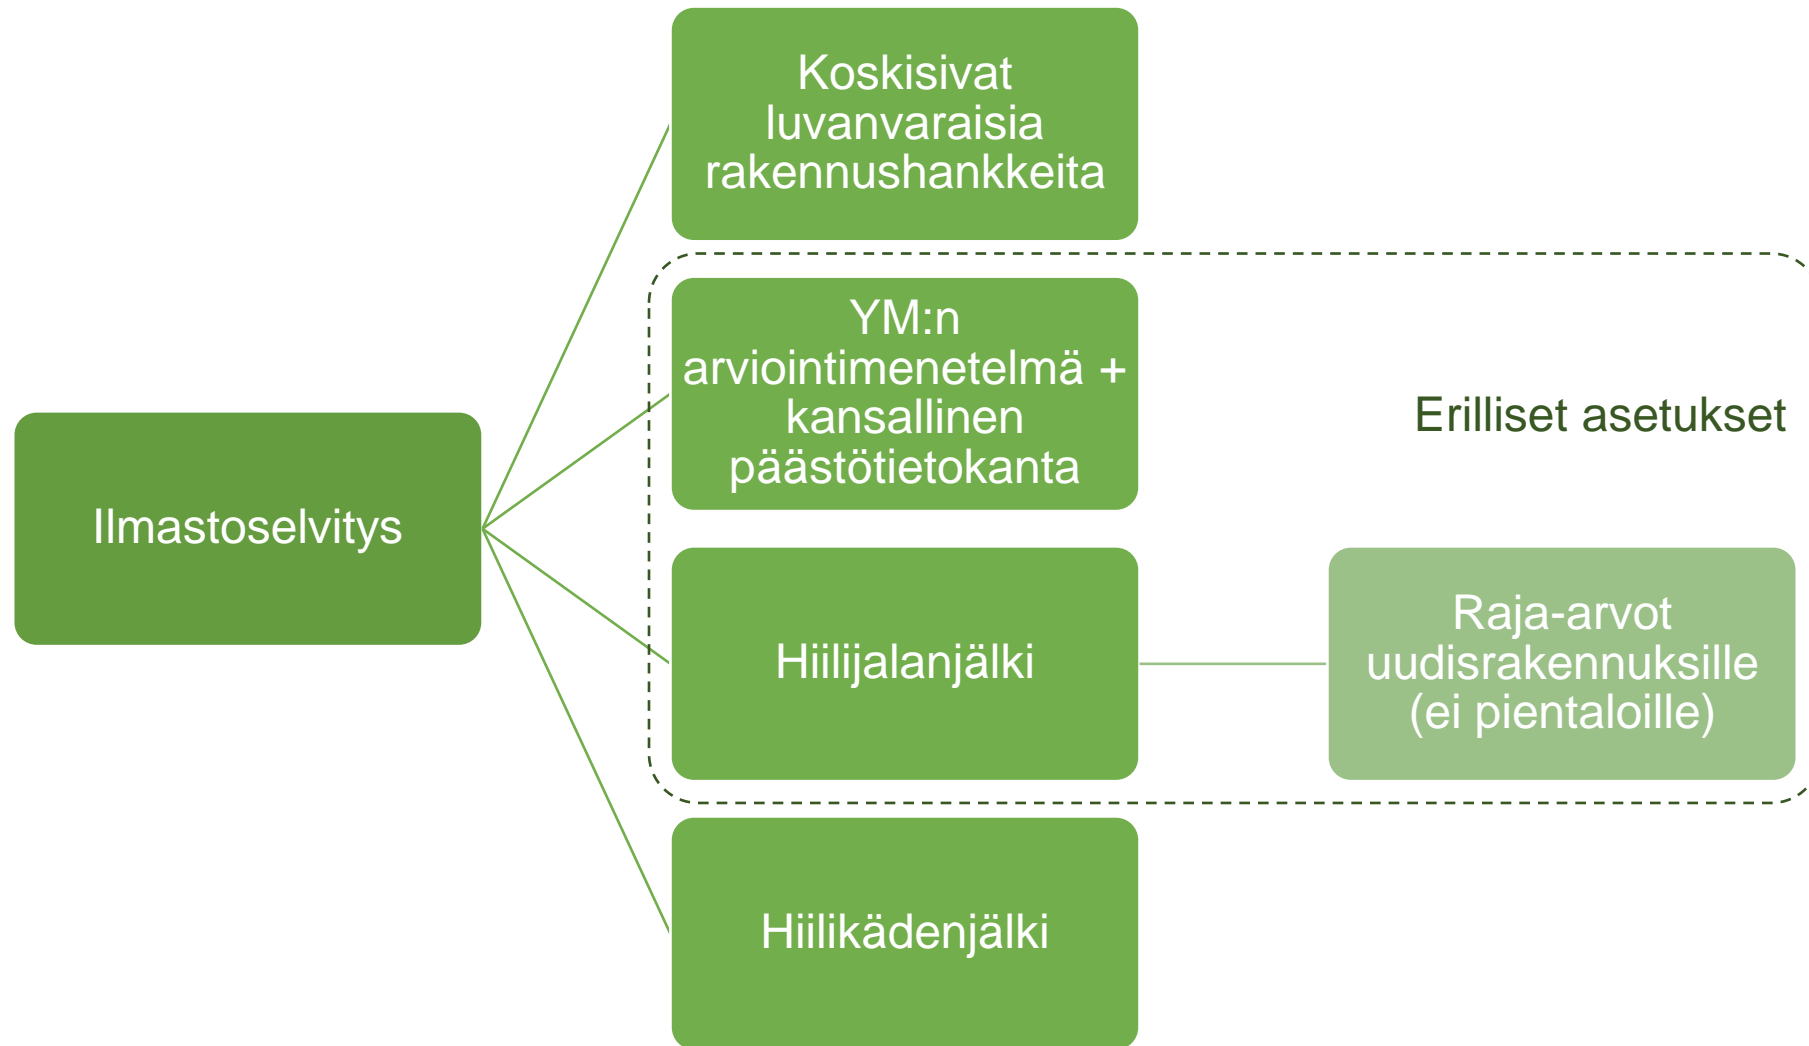 Koskisivat
luvanvaraisia
rakennushankkeita
YM:n
arviointimenetelmä +
kansallinen
päästötietokanta
Erilliset asetukset
Ilmastoselvitys
Hiilijalanjälki
Raja-arvot
uudisrakennuksille
(ei pientaloille)
Hiilikädenjälki